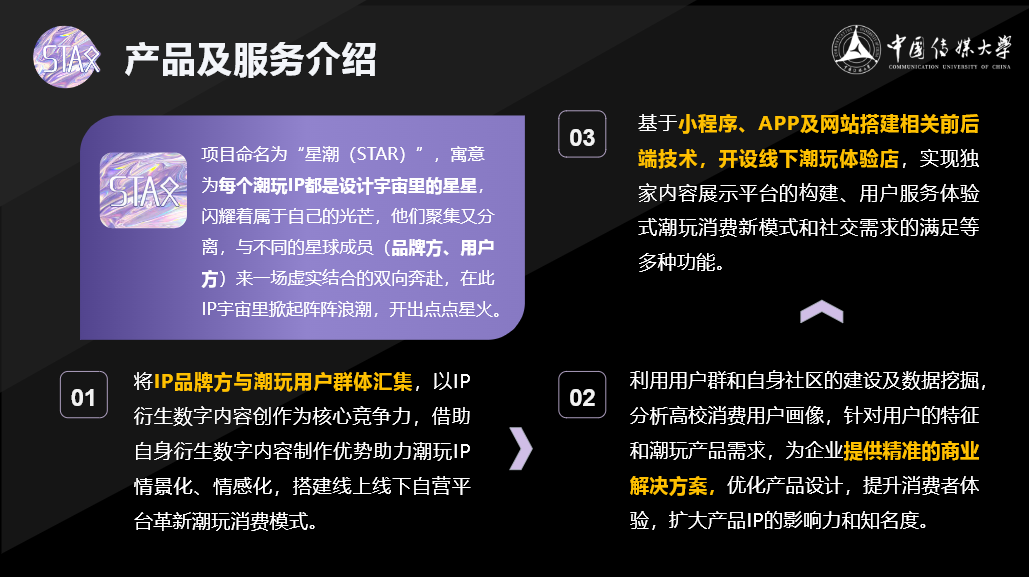 STAR
产品及服务介绍
中国传媒大学
COMMUNICATION UNIVERSITY OF CHINA
STAR
项目命名为“星潮（STAR）”，寓意
为每个潮玩IP都是设计宇宙里的星星，
闪耀着属于自己的光芒，他们聚集又分
离，与不同的星球成员（品牌方、用户
方）来一场虚实结合的双向奔赴，在此
IP宇宙里掀起阵阵浪潮，开出点点星火。
01
将IP品牌方与潮玩用户群体汇集，以IP
衍生数字内容创作为核心竞争力，借助
自身衍生数字内容制作优势助力潮玩IP
情景化、情感化，搭建线上线下自营平
台革新潮玩消费模式。
02
利用用户群和自身社区的建设及数据挖掘，
分析高校消费用户画像，针对用户的特征
和潮玩产品需求，为企业提供精准的商业
解决方案，优化产品设计，提升消费者体
验，扩大产品IP的影响力和知名度。
03
基于小程序、APP及网站搭建相关前后
端技术，开设线下潮玩体验店，实现独
家内容展示平台的构建、用户服务体验
式潮玩消费新模式和社交需求的满足等
多种功能。